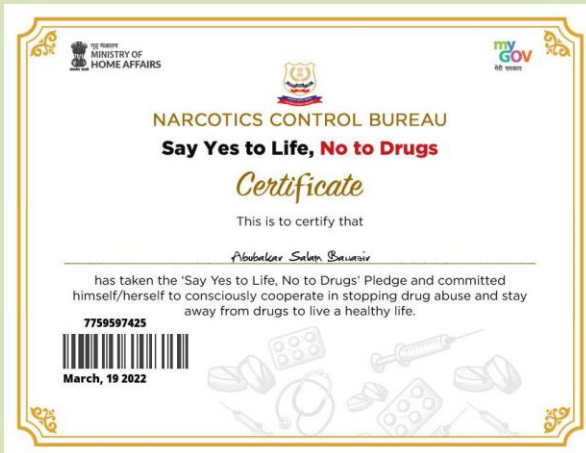 गृह मंत्रालय
MINISTRY OF
HOME AFFAIRS
my
GOV
मेरी सरकार
NARCOTICS CONTROL BUREAU
Say Yes to Life, No to Drugs
Certificate
This is to certify that
Abubakar Salam Bawazir
has taken the 'Say Yes to Life, No to Drugs' Pledge and committed
himself/herself to consciously cooperate in stopping drug abuse and stay
away from drugs to live a healthy life.
7759597425
March, 19 2022